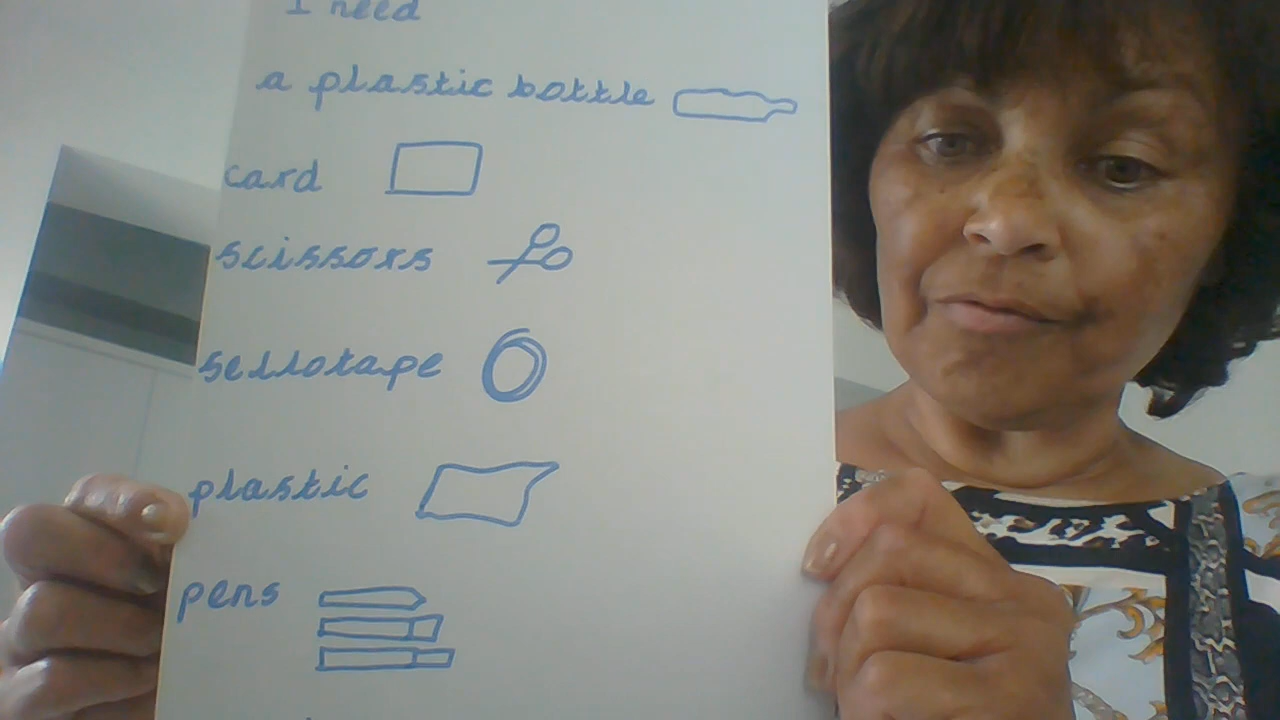 I need
a plastic bottle
card
scissors
sellotape
plastic
pens